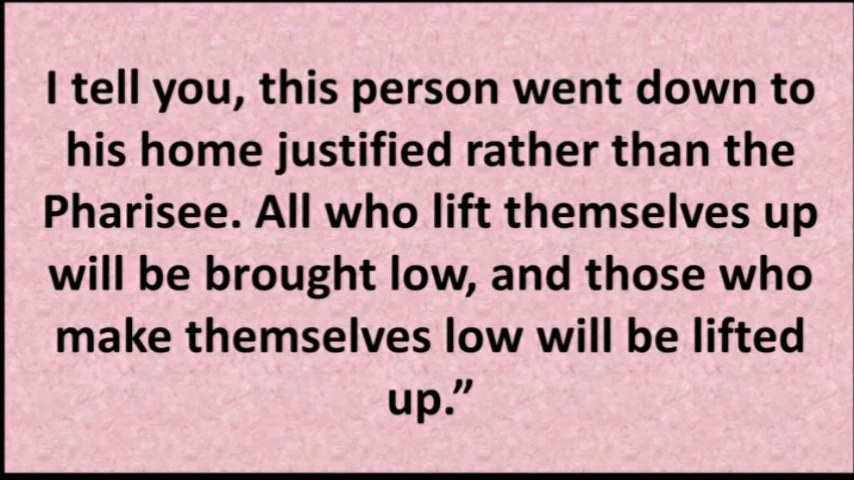 I tell you, this person went down to
his home justified rather than the
Pharisee. All who lift themselves up
will be brought low, and those who
make themselves low will be lifted
up.”